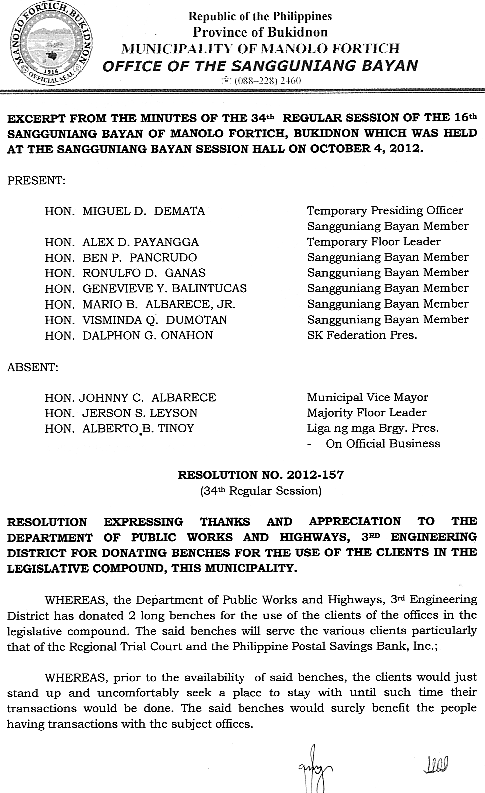 Republic of the Philippines
Province of Bukidnon
MUNICIPALITY OF MANOLO FORTICH
OFFICE OF THE SANGGUNIANG BAYAN
☏ (088-228) 2460
MANOLO FORTICH, BUKIDNON
OFFICIAL SEAL
EXCERPT FROM THE MINUTES OF THE 34th REGULAR SESSION OF THE 16th
SANGGUNIANG BAYAN OF MANOLO FORTICH, BUKIDNON WHICH WAS HELD
AT THE SANGGUNIANG BAYAN SESSION HALL ON OCTOBER 4, 2012.
PRESENT:
HON. MIGUEL D. DEMATA Temporary Presiding Officer
Sangguniang Bayan Member
HON. ALEX D. PAYANGGA Temporary Floor Leader
HON. BEN P. PANCRUDO Sangguniang Bayan Member
HON. RONULFO D. GANAS Sangguniang Bayan Member
HON. GENEVIEVE Y. BALINTUCAS Sangguniang Bayan Member
HON. MARIO B. ALBARECE, JR. Sangguniang Bayan Member
HON. VISMINDA Q. DUMOTAN Sangguniang Bayan Member
HON. DALPHON G. ONAHON SK Federation Pres.
ABSENT:
HON. JOHNNY C. ALBARECE Municipal Vice Mayor
HON. JERSON S. LEYSON Majority Floor Leader
HON. ALBERTO B. TINOY Liga ng mga Brgy. Pres.
- On Official Business
RESOLUTION NO. 2012-157
(34th Regular Session)
RESOLUTION EXPRESSING THANKS AND APPRECIATION TO THE
DEPARTMENT OF PUBLIC WORKS AND HIGHWAYS, 3RD ENGINEERING
DISTRICT FOR DONATING BENCHES FOR THE USE OF THE CLIENTS IN THE
LEGISLATIVE COMPOUND, THIS MUNICIPALITY.
WHEREAS, the Department of Public Works and Highways, 3rd Engineering
District has donated 2 long benches for the use of the clients of the offices in the
legislative compound. The said benches will serve the various clients particularly
that of the Regional Trial Court and the Philippine Postal Savings Bank, Inc.;
WHEREAS, prior to the availability of said benches, the clients would just
stand up and uncomfortably seek a place to stay with until such time their
transactions would be done. The said benches would surely benefit the people
having transactions with the subject offices.